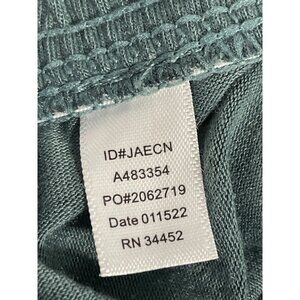 ID#JAECN
A483354
PO#2062719
Date 011522
RN 34452